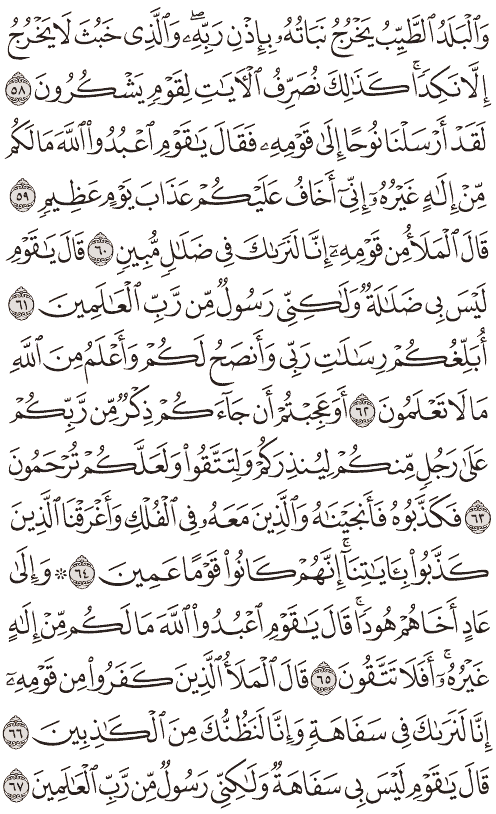 وَٱلْبَلَدُ ٱلطَّيِّبُ يَخْرُجُ نَبَاتُهُۥ بِإِذْنِ رَبِّهِۦۖ وَٱلَّذِى خَبُثَ لَا يَخْرُجُ
إِلَّا نَكِدًاۚ كَذَٰلِكَ نُصَرِّفُ ٱلْءَايَٰتِ لِقَوْمٍ يَشْكُرُونَ ٥٨
لَقَدْ أَرْسَلْنَا نُوحًا إِلَىٰ قَوْمِهِۦ فَقَالَ يَٰقَوْمِ ٱعْبُدُوا۟ ٱللَّهَ مَا لَكُم
مِّنْ إِلَٰهٍ غَيْرُهُۥٓ إِنِّىٓ أَخَافُ عَلَيْكُمْ عَذَابَ يَوْمٍ عَظِيمٍ ٥٩
قَالَ ٱلْمَلَأُ مِن قَوْمِهِۦٓ إِنَّا لَنَرَىٰكَ فِى ضَلَٰلٍ مُّبِينٍ ٦٠ قَالَ يَٰقَوْمِ
لَيْسَ بِى ضَلَٰلَةٌ وَلَٰكِنِّى رَسُولٌ مِّن رَّبِّ ٱلْعَٰلَمِينَ ٦١
أُبَلِّغُكُمْ رِسَٰلَٰتِ رَبِّى وَأَنصَحُ لَكُمْ وَأَعْلَمُ مِنَ ٱللَّهِ
مَا لَا تَعْلَمُونَ ٦٢ أَوَعَجِبْتُمْ أَن جَآءَكُمْ ذِكْرٌ مِّن رَّبِّكُمْ
عَلَىٰ رَجُلٍ مِّنكُمْ لِيُنذِرَكُمْ وَلِتَتَّقُوا۟ وَلَعَلَّكُمْ تُرْحَمُونَ
٦٣ فَكَذَّبُوهُ فَأَنجَيْنَٰهُ وَٱلَّذِينَ مَعَهُۥ فِى ٱلْفُلْكِ وَأَغْرَقْنَا ٱلَّذِينَ
كَذَّبُوا۟ بِـَٔايَٰتِنَآۚ إِنَّهُمْ كَانُوا۟ قَوْمًا عَمِينَ ٦٤ ۞ وَإِلَىٰ
عَادٍ أَخَاهُمْ هُودًاۚ قَالَ يَٰقَوْمِ ٱعْبُدُوا۟ ٱللَّهَ مَا لَكُم مِّنْ إِلَٰهٍ
غَيْرُهُۥٓۚ أَفَلَا تَتَّقُونَ ٦٥ قَالَ ٱلْمَلَأُ ٱلَّذِينَ كَفَرُوا۟ مِن قَوْمِهِۦٓ
إِنَّا لَنَرَىٰكَ فِى سَفَاهَةٍ وَإِنَّا لَنَظُنُّكَ مِنَ ٱلْكَٰذِبِينَ ٦٦
قَالَ يَٰقَوْمِ لَيْسَ بِى سَفَاهَةٌ وَلَٰكِنِّى رَسُولٌ مِّن رَّبِّ ٱلْعَٰلَمِينَ ٦٧